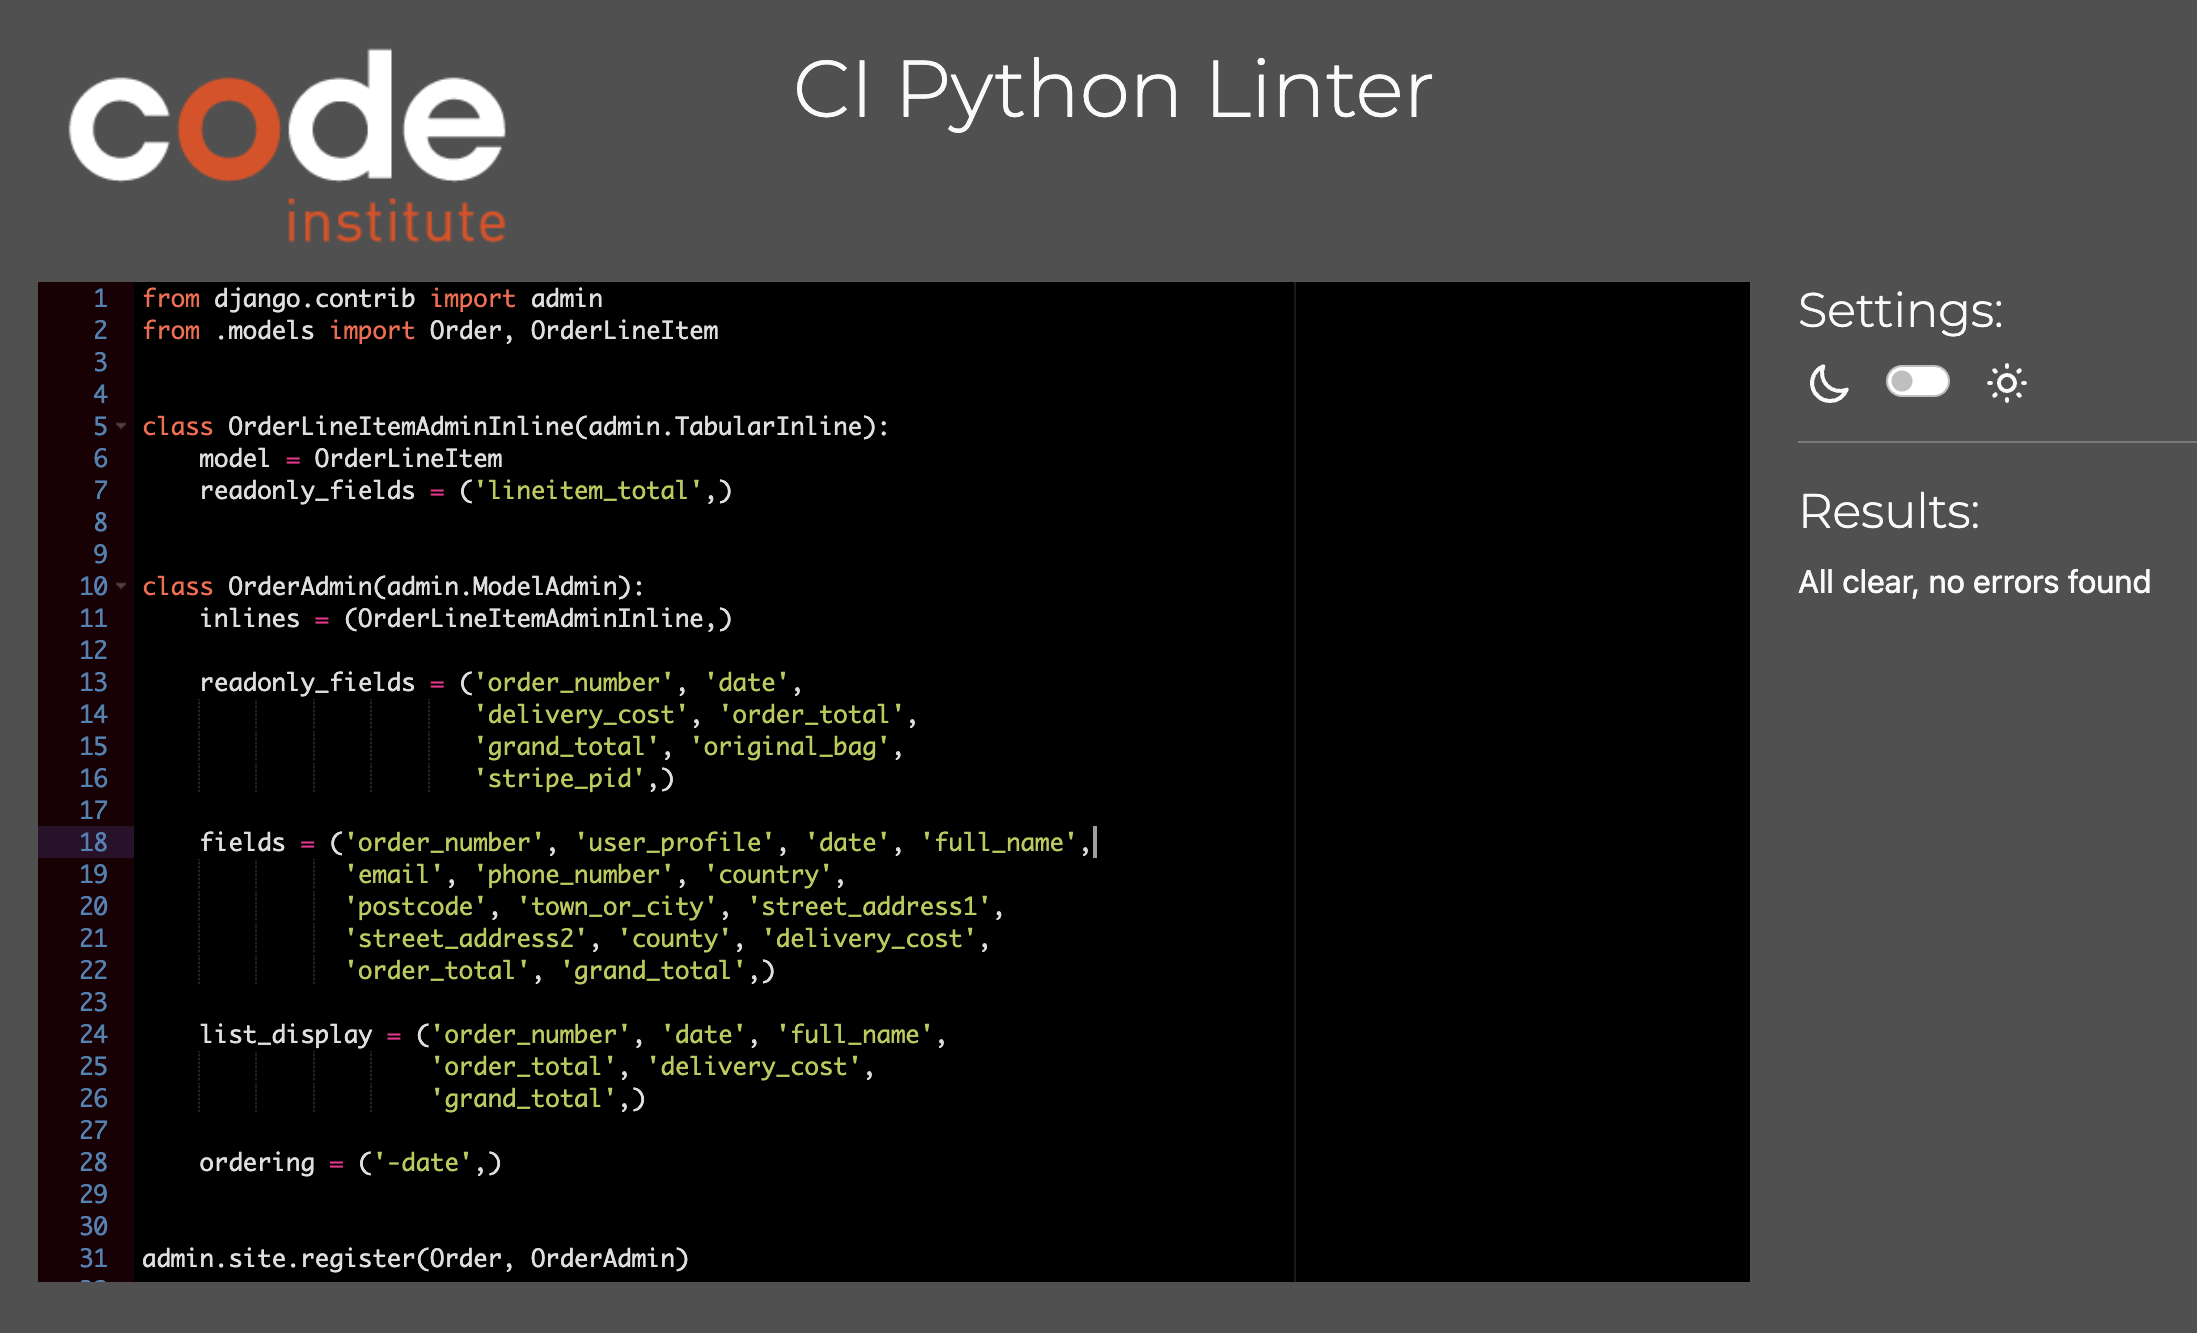 code
institute
CI Python Linter
1 from django.contrib import admin
2 from .models import Order, OrderLineItem
3
4
5 class OrderLineItemAdminInline(admin.TabularInline):
6     model = OrderLineItem
7     readonly_fields = ('lineitem_total',)
8
9
10 class OrderAdmin(admin.ModelAdmin):
11     inlines = (OrderLineItemAdminInline,)
12
13     readonly_fields = ('order_number', 'date',
14                        'delivery_cost', 'order_total',
15                        'grand_total', 'original_bag',
16                        'stripe_pid',)
17
18     fields = ('order_number', 'user_profile', 'date', 'full_name',
19               'email', 'phone_number', 'country',
20               'postcode', 'town_or_city', 'street_address1',
21               'street_address2', 'county', 'delivery_cost',
22               'order_total', 'grand_total',)
23
24     list_display = ('order_number', 'date', 'full_name',
25                     'order_total', 'delivery_cost',
26                     'grand_total',)
27
28     ordering = ('-date',)
29
30
31 admin.site.register(Order, OrderAdmin)
Settings:
Results:
All clear, no errors found